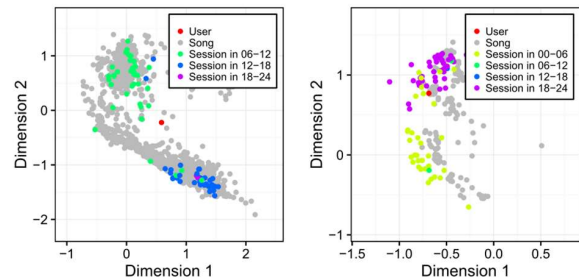 User
Song
Session in 06−12
Session in 12−18
Session in 18−24
2
1
0
−1
−2
Dimension 2
−1
0
1
2
Dimension 1
User
Song
Session in 00−06
Session in 06−12
Session in 12−18
Session in 18−24
2
1
0
−1
Dimension 2
−1.5
−1.0
−0.5
0.0
0.5
Dimension 1